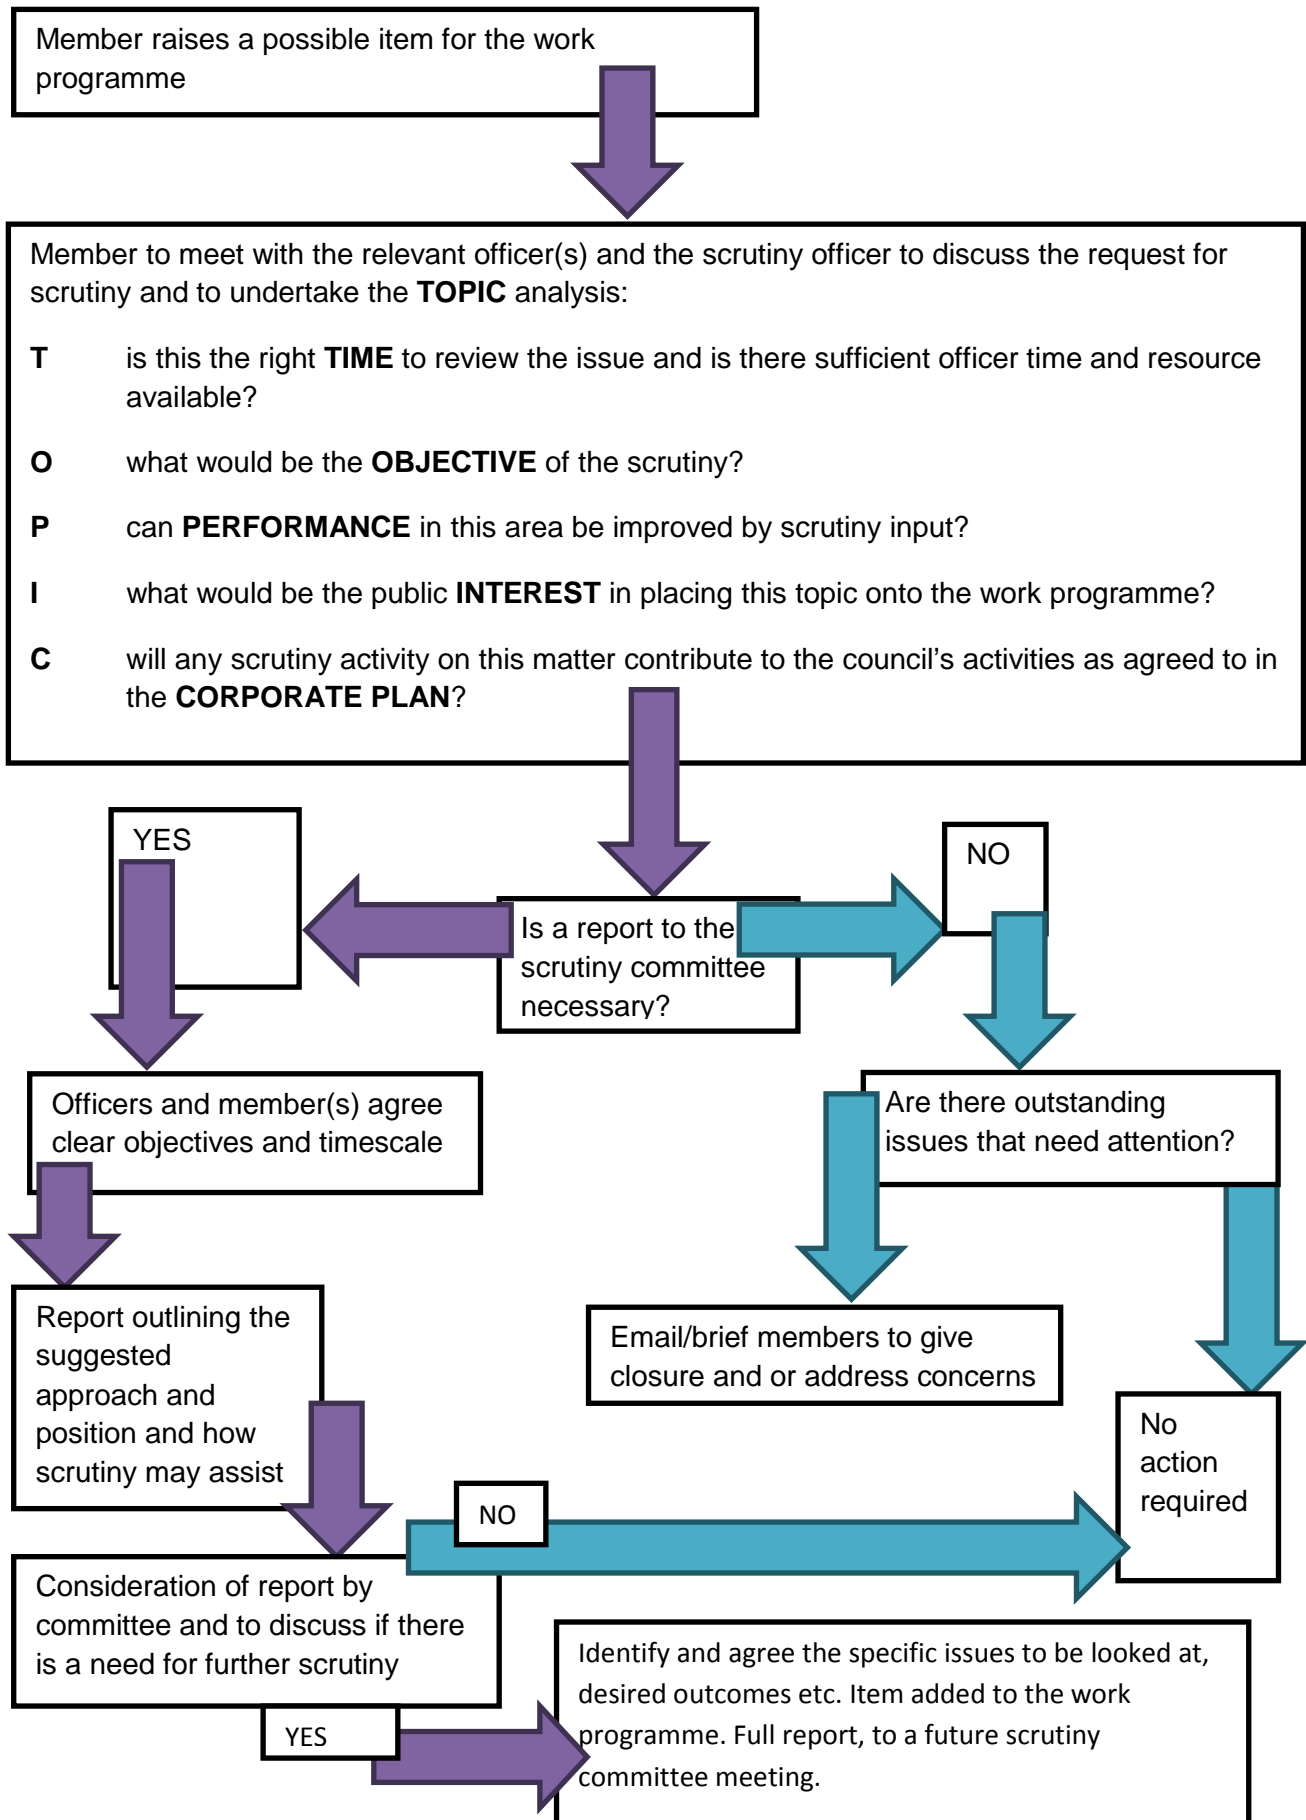 Member raises a possible item for the work
programme
Member to meet with the relevant officer(s) and the scrutiny officer to discuss the request for
scrutiny and to undertake the TOPIC analysis:
T is this the right TIME to review the issue and is there sufficient officer time and resource
available?
O what would be the OBJECTIVE of the scrutiny?
P can PERFORMANCE in this area be improved by scrutiny input?
I what would be the public INTEREST in placing this topic onto the work programme?
C will any scrutiny activity on this matter contribute to the council’s activities as agreed to in
the CORPORATE PLAN?
YES
NO
Is a report to the
scrutiny committee
necessary?
Officers and member(s) agree
clear objectives and timescale
Are there outstanding
issues that need attention?
Report outlining the
suggested
approach and
position and how
scrutiny may assist
Email/brief members to give
closure and or address concerns
No
action
required
NO
Consideration of report by
committee and to discuss if there
is a need for further scrutiny
YES
Identify and agree the specific issues to be looked at,
desired outcomes etc. Item added to the work
programme. Full report, to a future scrutiny
committee meeting.